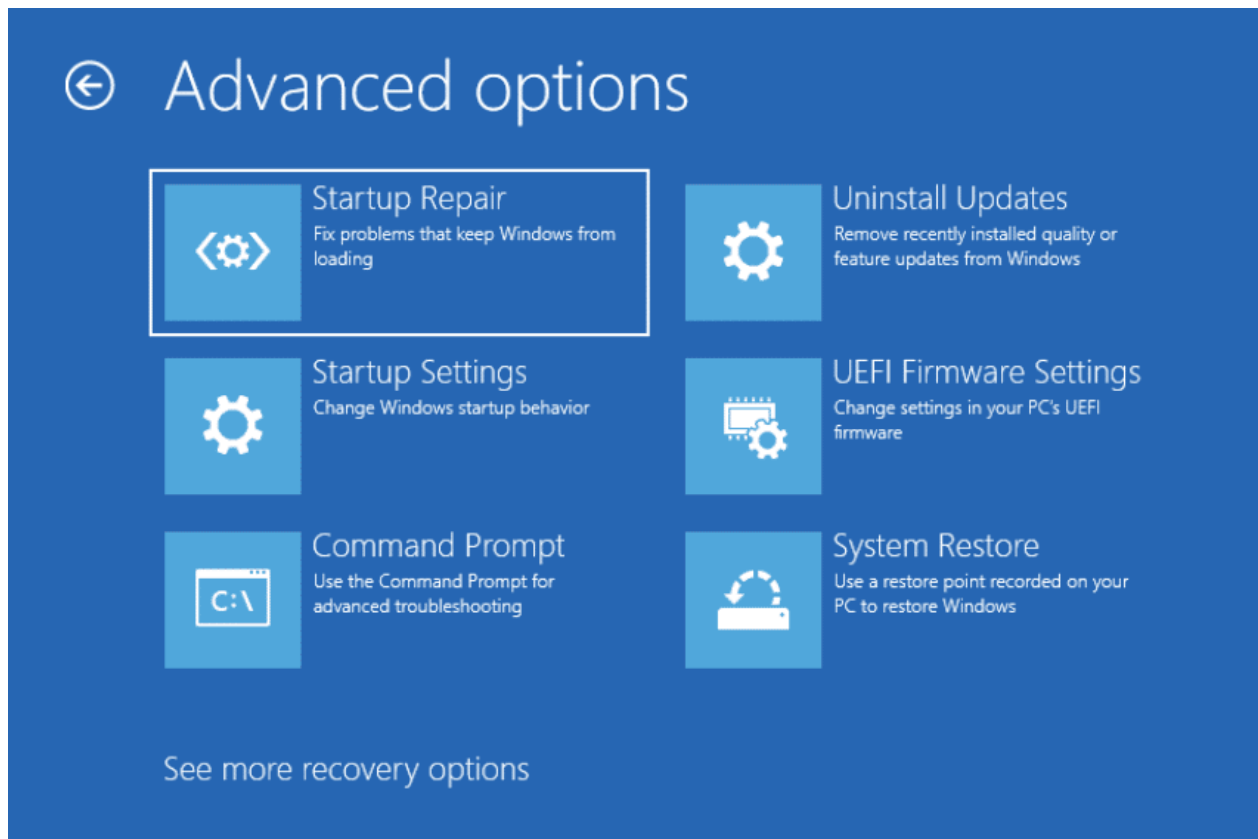 Advanced options
Startup Repair
Fix problems that keep Windows from
loading
Uninstall Updates
Remove recently installed quality or
feature updates from Windows
Startup Settings
Change Windows startup behavior
UEFI Firmware Settings
Change settings in your PC's UEFI
firmware
C:\
Command Prompt
Use the Command Prompt for
advanced troubleshooting
System Restore
Use a restore point recorded on your
PC to restore Windows
See more recovery options